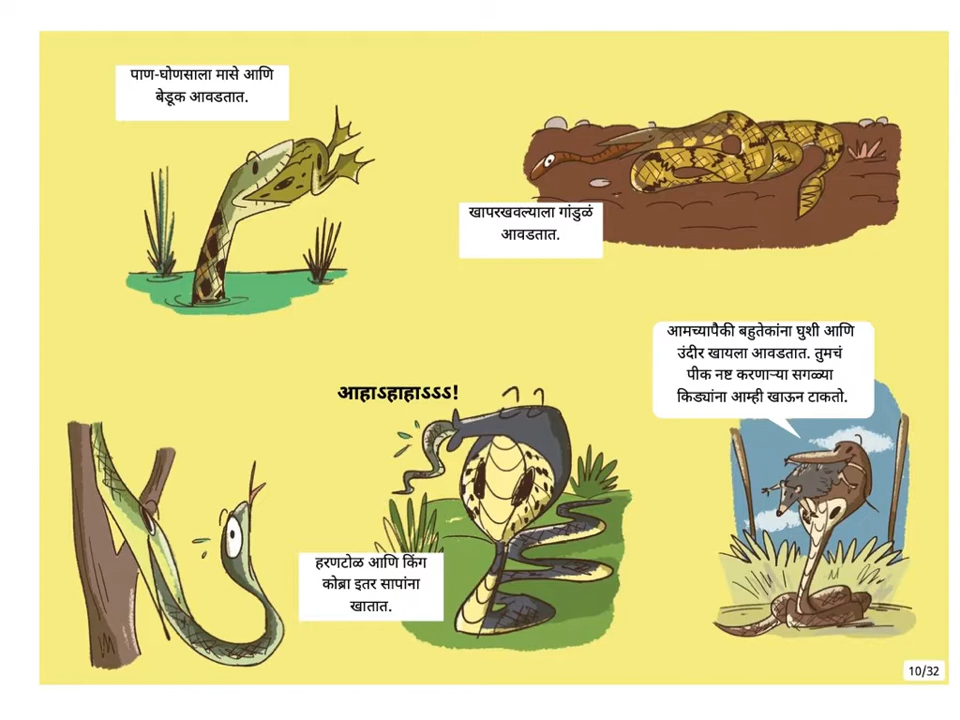 पाण-घोणसाला मासे आणि
बेडूक आवडतात.
खापरखवल्याला गांडुळं
आवडतात.
आमच्यापैकी बहुतेकांना घुशी आणि
उंदीर खायला आवडतात. तुमचं
पीक नष्ट करणाऱ्या सगळ्या
किड्यांना आम्ही खाऊन टाकतो.
आहाऽहाहाऽऽऽ!
हरणटोळ आणि किंग
कोब्रा इतर सापांना
खातात.
10/32